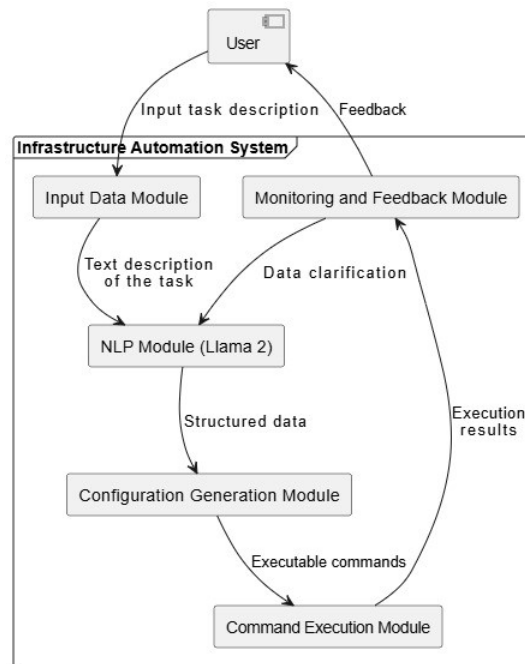 User
Input task description
Feedback
Infrastructure Automation System
Input Data Module
Monitoring and Feedback Module
Text description
of the task
Data clarification
NLP Module (Llama 2)
Structured data
Execution
results
Configuration Generation Module
Executable commands
Command Execution Module